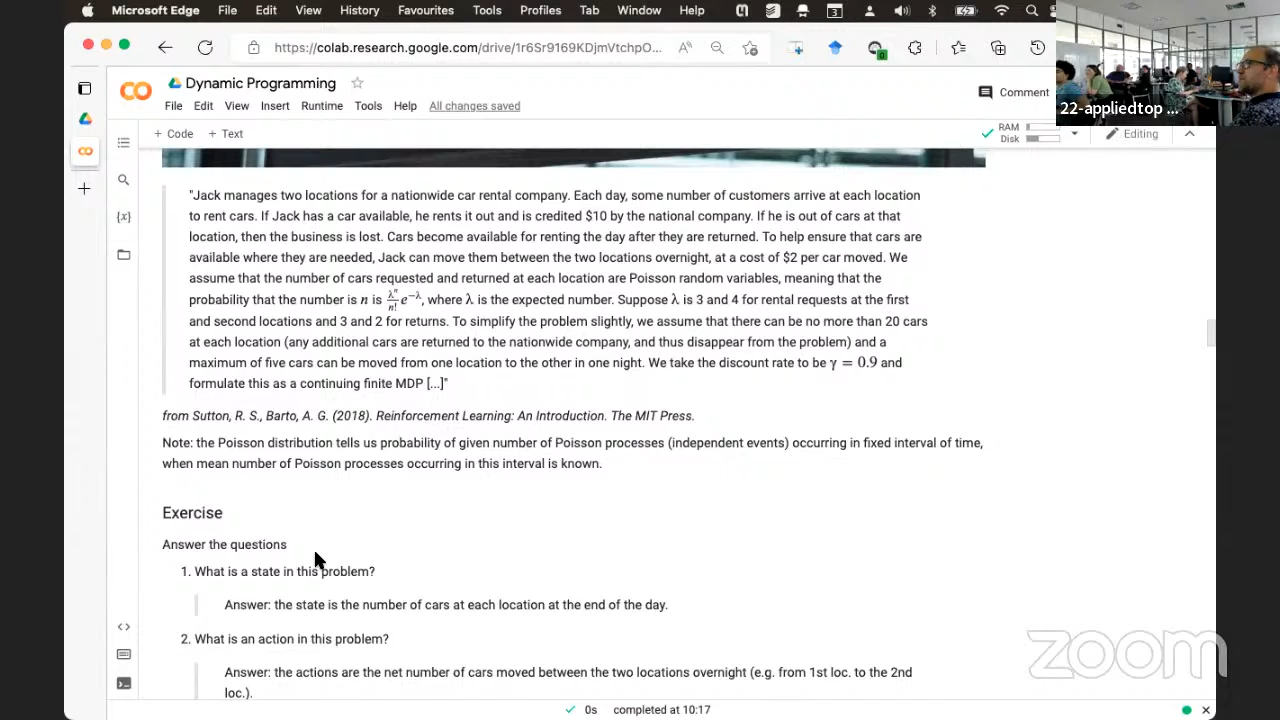 Microsoft Edge File Edit View History Favourites Tools Profiles Tab Window Help 3
https://colab.research.google.com/drive/1r6Sr9169KDjmVtchpO...
Dynamic Programming
File Edit View Insert Runtime Tools Help All changes saved
Comment
22-appliedtop ...
+ Code + Text
RAM
Disk
Editing
{x}
"Jack manages two locations for a nationwide car rental company. Each day, some number of customers arrive at each location
to rent cars. If Jack has a car available, he rents it out and is credited $10 by the national company. If he is out of cars at that
location, then the business is lost. Cars become available for renting the day after they are returned. To help ensure that cars are
available where they are needed, Jack can move them between the two locations overnight, at a cost of $2 per car moved. We
assume that the number of cars requested and returned at each location are Poisson random variables, meaning that the
probability that the number is n is λⁿ/n! e^−λ, where λ is the expected number. Suppose λ is 3 and 4 for rental requests at the first
and second locations and 3 and 2 for returns. To simplify the problem slightly, we assume that there can be no more than 20 cars
at each location (any additional cars are returned to the nationwide company, and thus disappear from the problem) and a
maximum of five cars can be moved from one location to the other in one night. We take the discount rate to be γ = 0.9 and
formulate this as a continuing finite MDP [...]"
from Sutton, R. S., Barto, A. G. (2018). Reinforcement Learning: An Introduction. The MIT Press.
Note: the Poisson distribution tells us probability of given number of Poisson processes (independent events) occurring in fixed interval of time,
when mean number of Poisson processes occurring in this interval is known.
Exercise
Answer the questions
1. What is a state in this problem?
Answer: the state is the number of cars at each location at the end of the day.
2. What is an action in this problem?
Answer: the actions are the net number of cars moved between the two locations overnight (e.g. from 1st loc. to the 2nd
loc.).
zoom
0s completed at 10:17